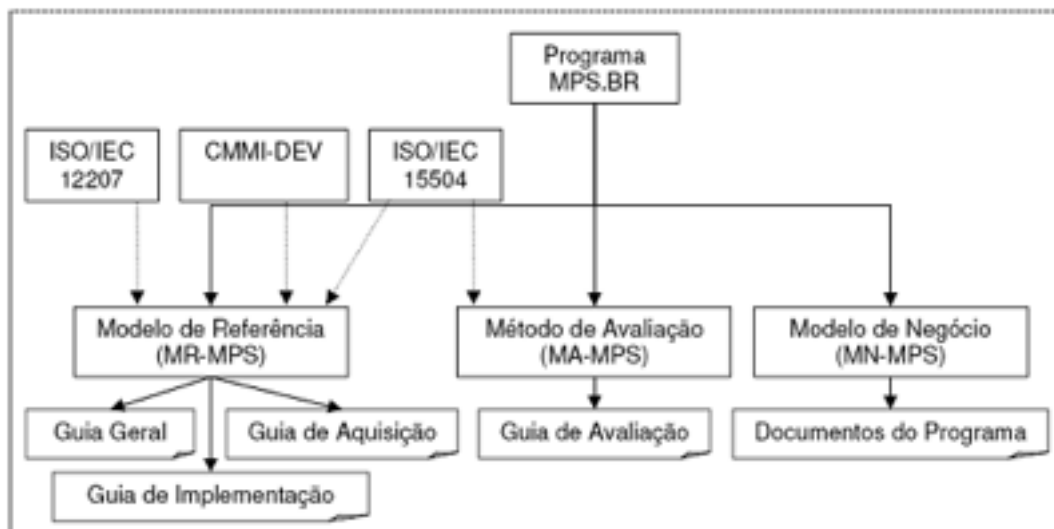 Programa
MPS.BR
ISO/IEC
12207
CMMI-DEV
ISO/IEC
15504
Modelo de Referência
(MR-MPS)
Método de Avaliação
(MA-MPS)
Modelo de Negócio
(MN-MPS)
Guia Geral
Guia de Aquisição
Guia de Avaliação
Documentos do Programa
Guia de Implementação